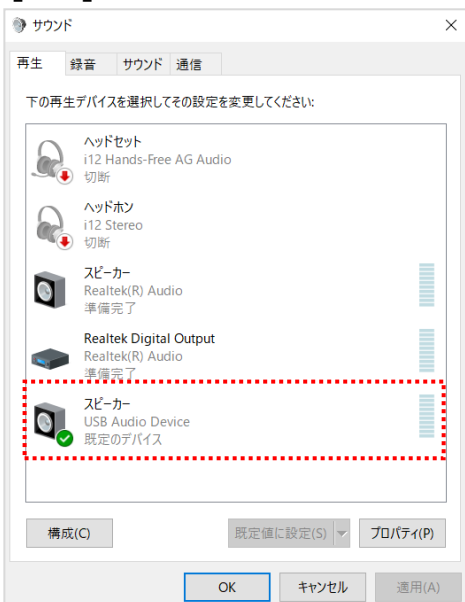 サウンド
再生 録音 サウンド 通信
下の再生デバイスを選択してその設定を変更してください:
ヘッドセット
i12 Hands-Free AG Audio
切断
ヘッドホン
i12 Stereo
切断
スピーカー
Realtek(R) Audio
準備完了
Realtek Digital Output
Realtek(R) Audio
準備完了
スピーカー
USB Audio Device
既定のデバイス
構成(C) 既定値に設定(S) プロパティ(P)
OK キャンセル 適用(A)